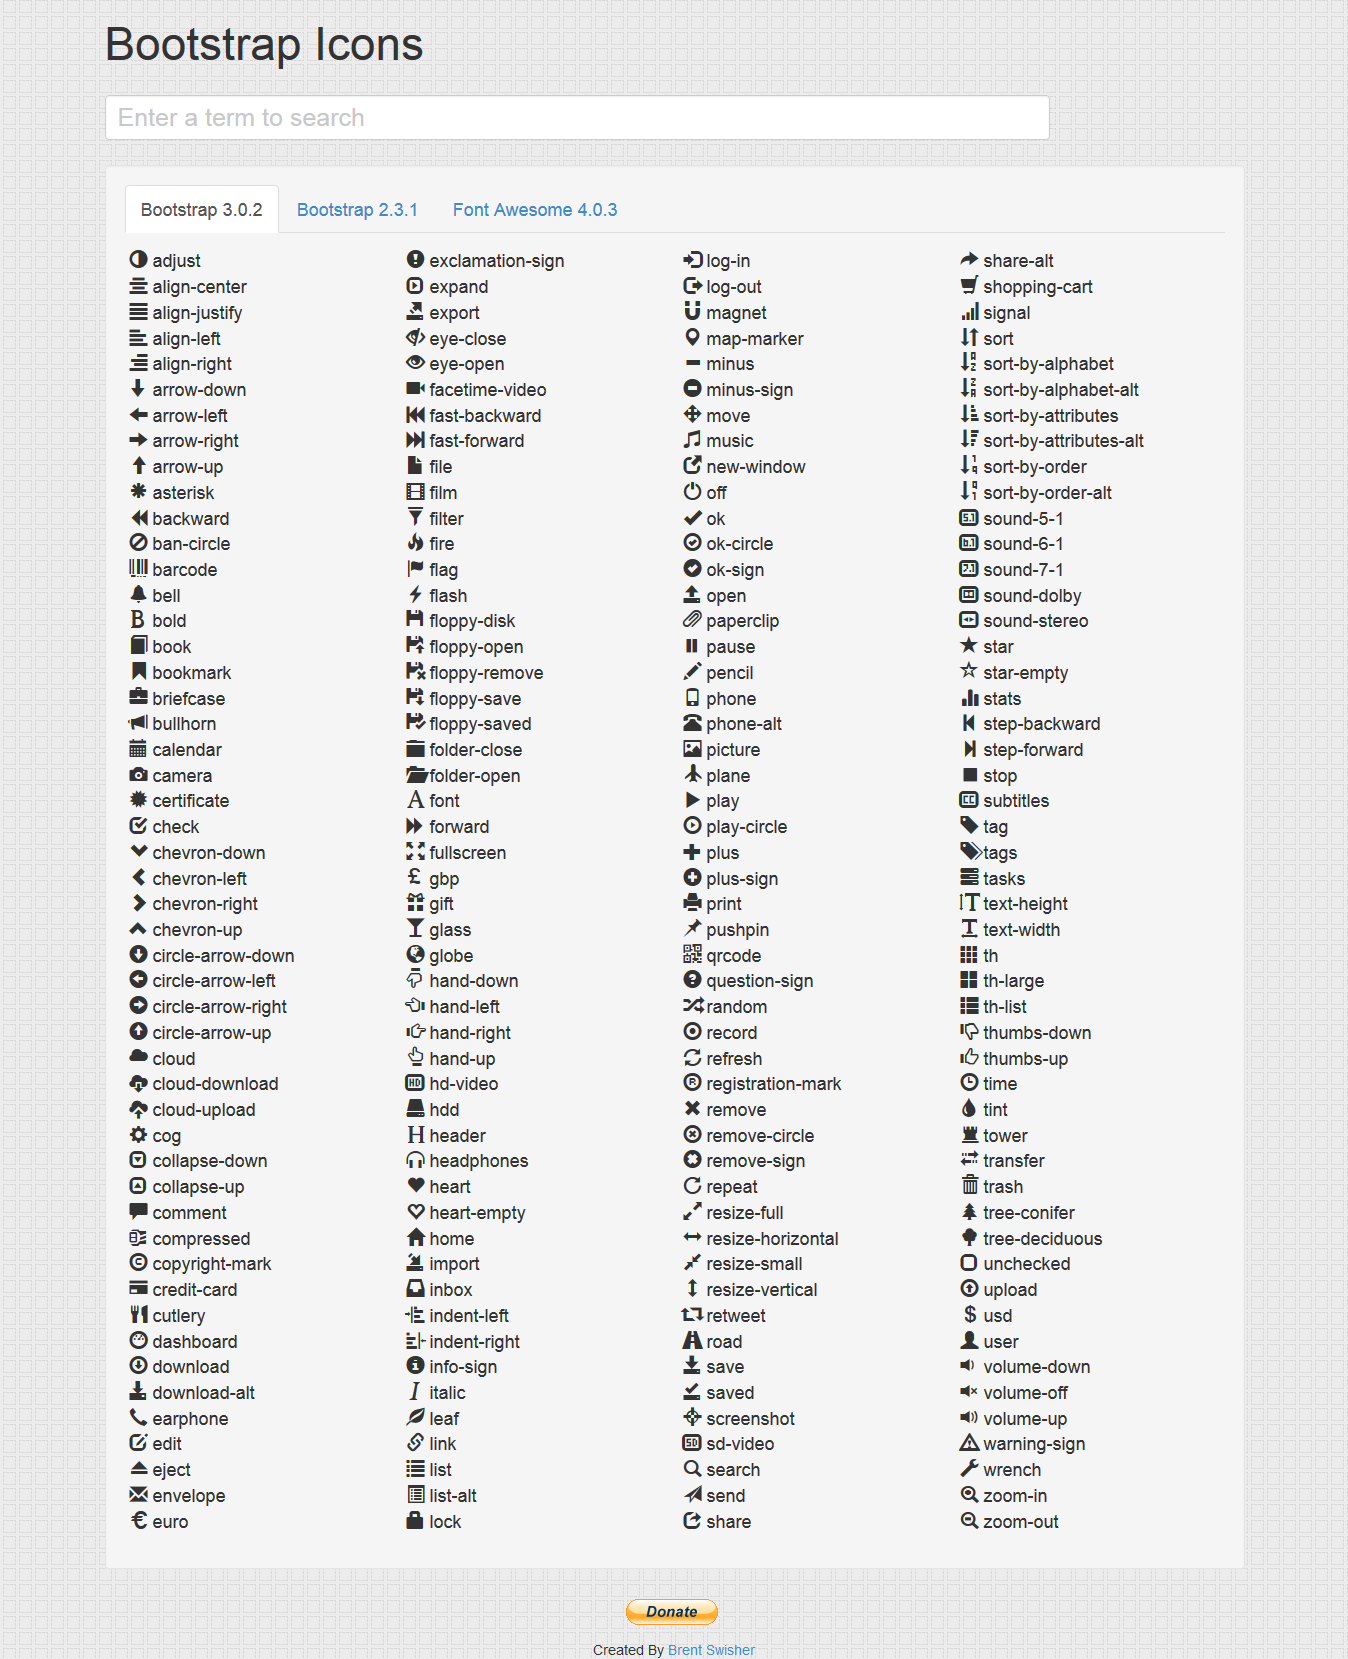 Bootstrap Icons
Enter a term to search
Bootstrap 3.0.2
Bootstrap 2.3.1
Font Awesome 4.0.3
adjust
align-center
align-justify
align-left
align-right
arrow-down
arrow-left
arrow-right
arrow-up
asterisk
backward
ban-circle
barcode
bell
bold
book
bookmark
briefcase
bullhorn
calendar
camera
certificate
check
chevron-down
chevron-left
chevron-right
chevron-up
circle-arrow-down
circle-arrow-left
circle-arrow-right
circle-arrow-up
cloud
cloud-download
cloud-upload
cog
collapse-down
collapse-up
comment
compressed
copyright-mark
credit-card
cutlery
dashboard
download
download-alt
earphone
edit
eject
envelope
euro
exclamation-sign
expand
export
eye-close
eye-open
facetime-video
fast-backward
fast-forward
file
film
filter
fire
flag
flash
floppy-disk
floppy-open
floppy-remove
floppy-save
floppy-saved
folder-close
folder-open
font
forward
fullscreen
gbp
gift
glass
globe
hand-down
hand-left
hand-right
hand-up
hd-video
hdd
header
headphones
heart
heart-empty
home
import
inbox
indent-left
indent-right
info-sign
italic
leaf
link
list
list-alt
lock
log-in
log-out
magnet
map-marker
minus
minus-sign
move
music
new-window
off
ok
ok-circle
ok-sign
open
paperclip
pause
pencil
phone
phone-alt
picture
plane
play
play-circle
plus
plus-sign
print
pushpin
qrcode
question-sign
random
record
refresh
registration-mark
remove
remove-circle
remove-sign
repeat
resize-full
resize-horizontal
resize-small
resize-vertical
retweet
road
save
saved
screenshot
sd-video
search
send
share
share-alt
shopping-cart
signal
sort
sort-by-alphabet
sort-by-alphabet-alt
sort-by-attributes
sort-by-attributes-alt
sort-by-order
sort-by-order-alt
sound-5-1
sound-6-1
sound-7-1
sound-dolby
sound-stereo
star
star-empty
stats
step-backward
step-forward
stop
subtitles
tag
tags
tasks
text-height
text-width
th
th-large
th-list
thumbs-down
thumbs-up
time
tint
tower
transfer
trash
tree-conifer
tree-deciduous
unchecked
upload
usd
user
volume-down
volume-off
volume-up
warning-sign
wrench
zoom-in
zoom-out
Donate
Created By Brent Swisher